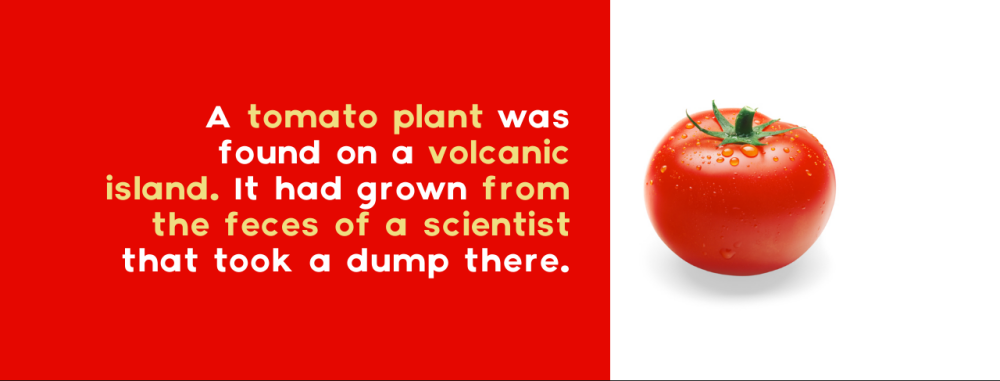 A tomato plant was
found on a volcanic
island. It had grown from
the feces of a scientist
that took a dump there.